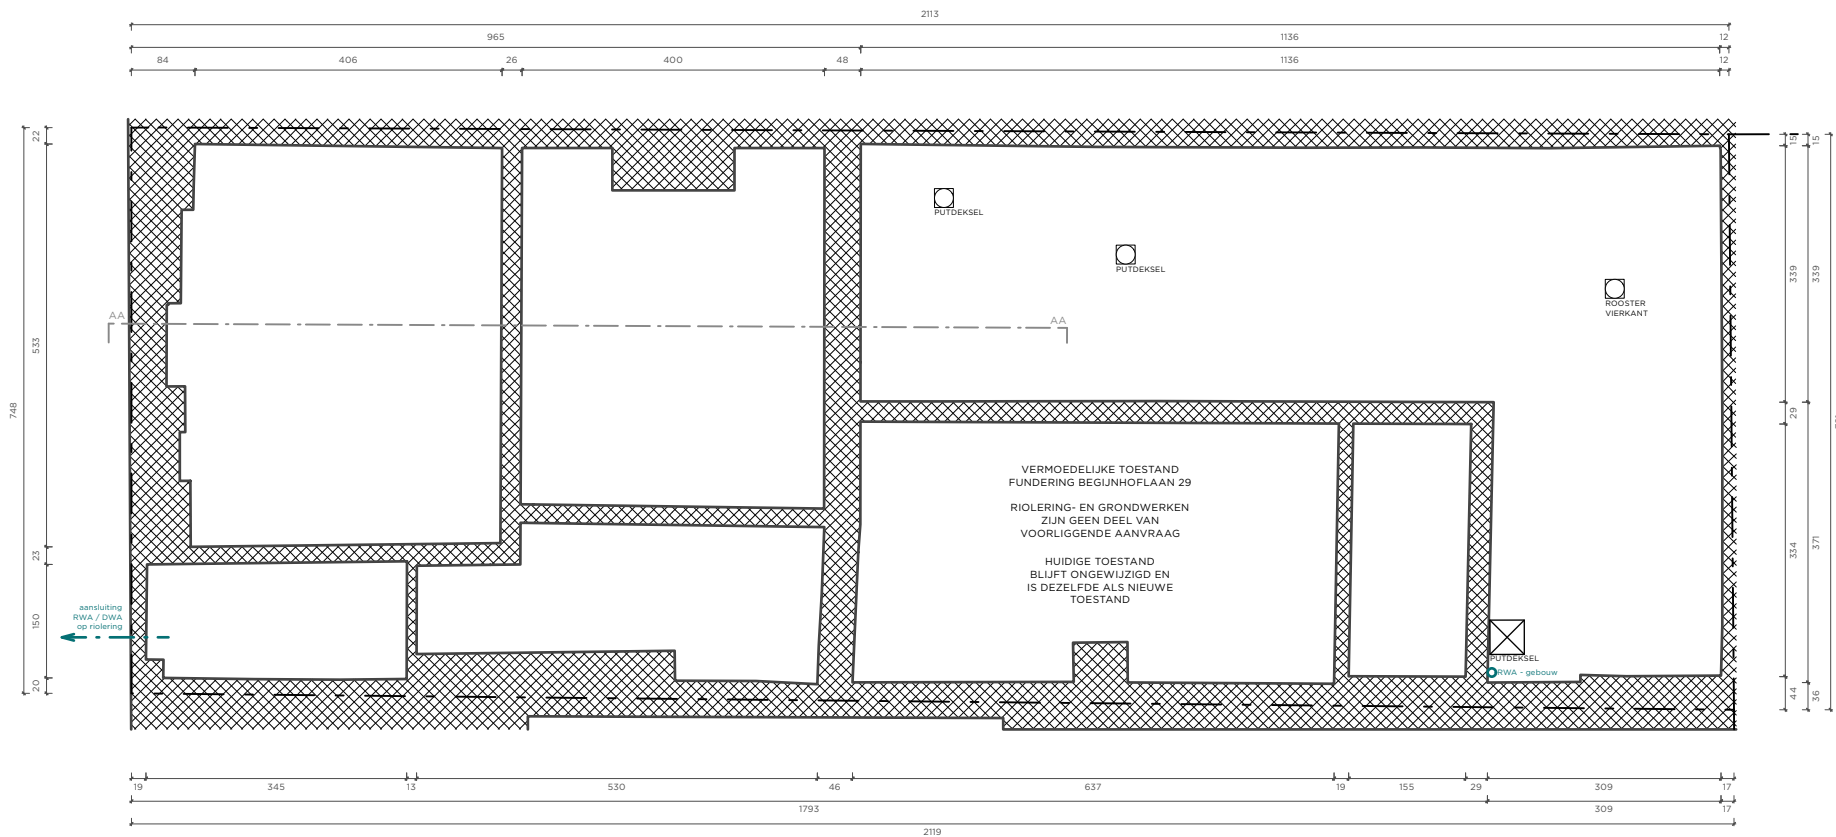 2113
965
1136
12
84
406
26
400
48
1136
12
22
533
748
23
150
20
15
15
339
339
29
334
371
44
36
PUTDEKSEL
PUTDEKSEL
ROOSTER
VIERKANT
AA
AA
VERMOEDELIJKE TOESTAND
FUNDERING BEGIJNHOFLAAN 29
RIOLERING- EN GRONDWERKEN
ZIJN GEEN DEEL VAN
VOORLIGGENDE AANVRAAG
HUIDIGE TOESTAND
BLIJFT ONGEWIJZIGD EN
IS DEZELFDE ALS NIEUWE
TOESTAND
aansluiting
RWA / DWA
op riolering
PUTDEKSEL
RWA - gebouw
19
345
13
530
46
637
19
155
29
309
17
1793
309
17
2119